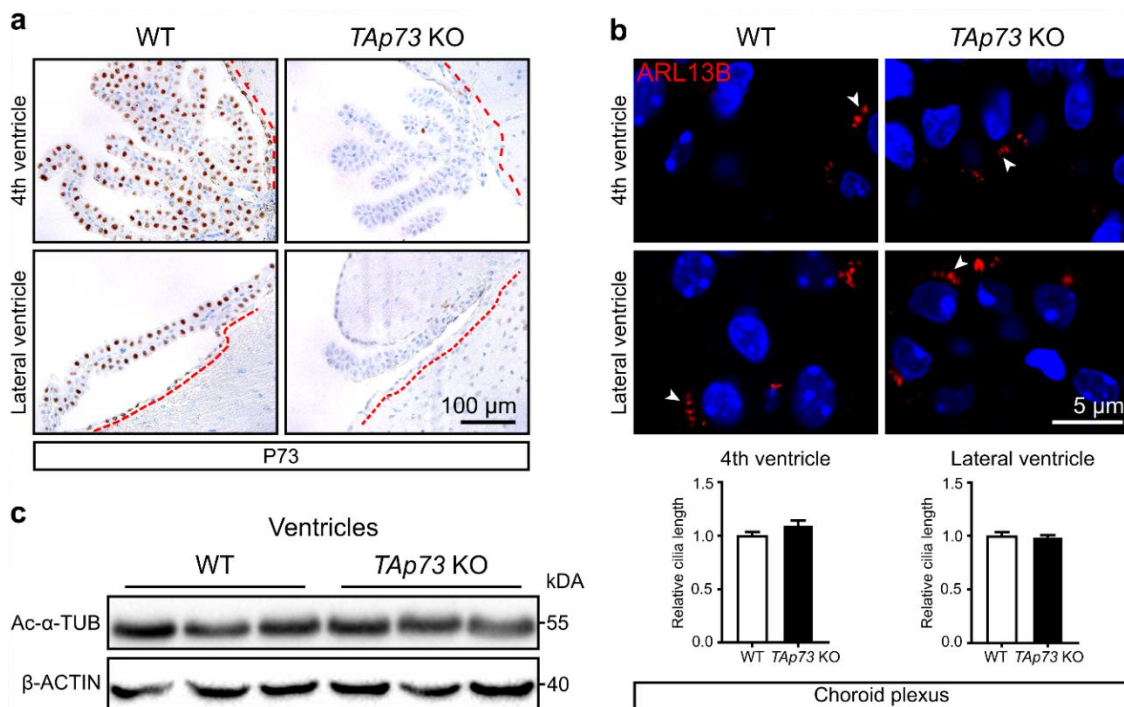 a
WT
TAp73 KO
4th ventricle
Lateral ventricle
100 µm
P73
b
WT
TAp73 KO
ARL13B
4th ventricle
Lateral ventricle
5 µm
4th ventricle
Relative cilia length
1.5
1.0
0.5
0.0
WT TAp73 KO
Lateral ventricle
Relative cilia length
1.5
1.0
0.5
0.0
WT TAp73 KO
Choroid plexus
c
Ventricles
WT
TAp73 KO
kDA
Ac-α-TUB
55
β-ACTIN
40